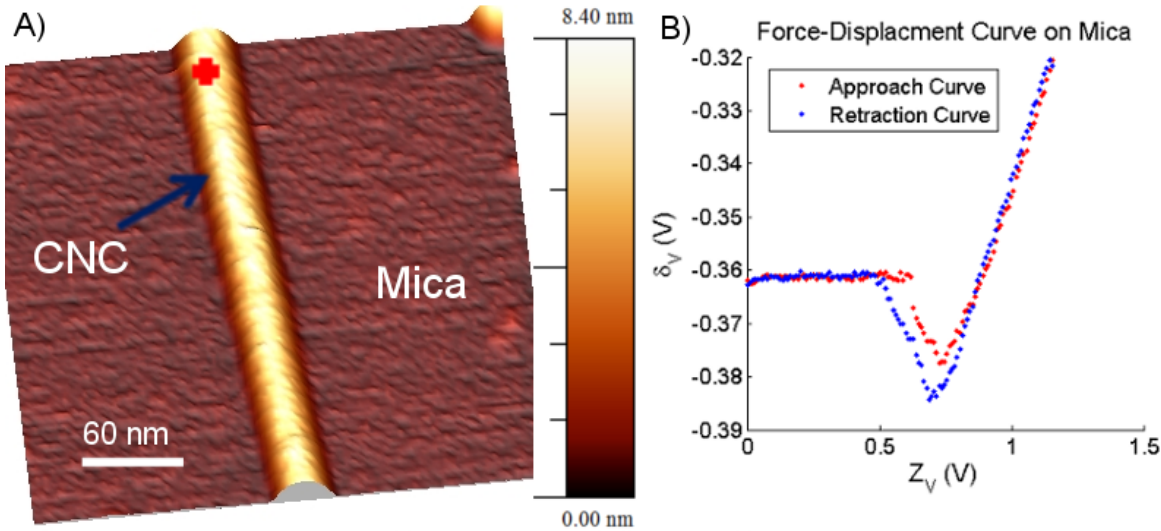 A)
CNC
Mica
60 nm
8.40 nm
0.00 nm
B)
Force-Displacment Curve on Mica
Approach Curve
Retraction Curve
-0.32
-0.33
-0.34
-0.35
-0.36
-0.37
-0.38
-0.39
δV (V)
0
0.5
1
1.5
ZV (V)